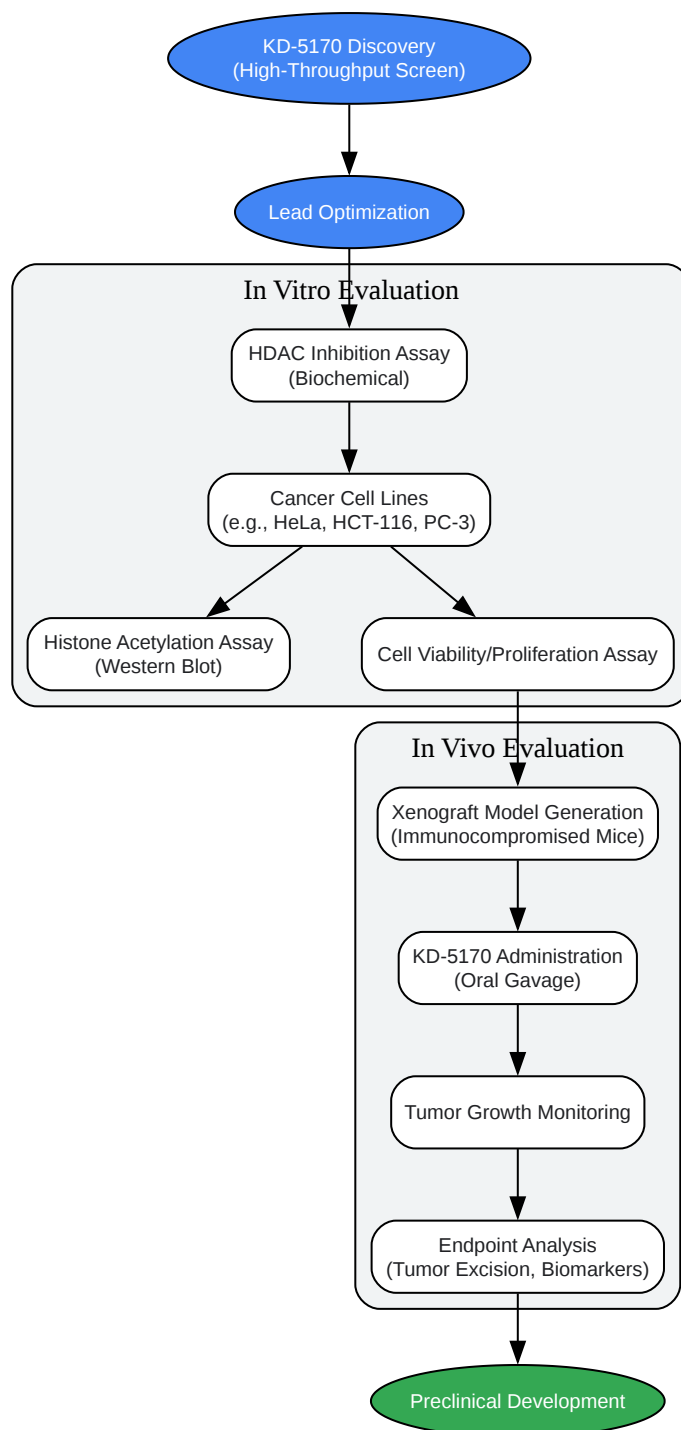 KD-5170 Discovery
(High-Throughput Screen)
Lead Optimization
In Vitro Evaluation
HDAC Inhibition Assay
(Biochemical)
Cancer Cell Lines
(e.g., HeLa, HCT-116, PC-3)
Histone Acetylation Assay
(Western Blot)
Cell Viability/Proliferation Assay
In Vivo Evaluation
Xenograft Model Generation
(Immunocompromised Mice)
KD-5170 Administration
(Oral Gavage)
Tumor Growth Monitoring
Endpoint Analysis
(Tumor Excision, Biomarkers)
Preclinical Development